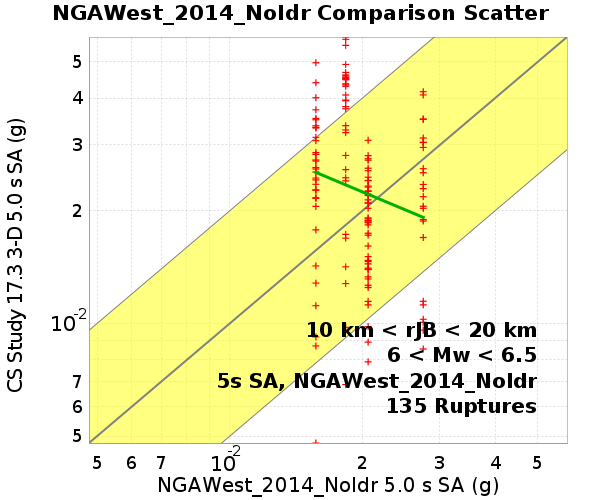 NGAWest_2014_NoIdr Comparison Scatter
CS Study 17.3 3-D 5.0 s SA (g)
5
4
3
2
10-2
7
6
5
10 km < rJB < 20 km
6 < Mw < 6.5
5s SA, NGAWest_2014_NoIdr
135 Ruptures
5 6 7 10-2 2 3 4 5
NGAWest_2014_NoIdr 5.0 s SA (g)